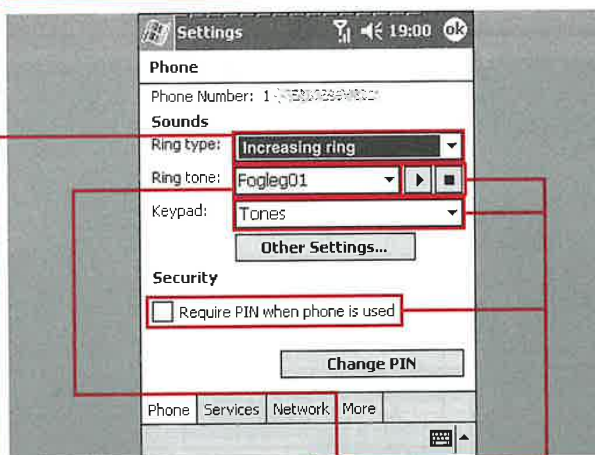 Settings 19:00 ok
Phone
Phone Number: 1
Sounds
Ring type: Increasing ring
Ring tone: Fogleg01
Keypad: Tones
Other Settings...
Security
Require PIN when phone is used
Change PIN
Phone Services Network More